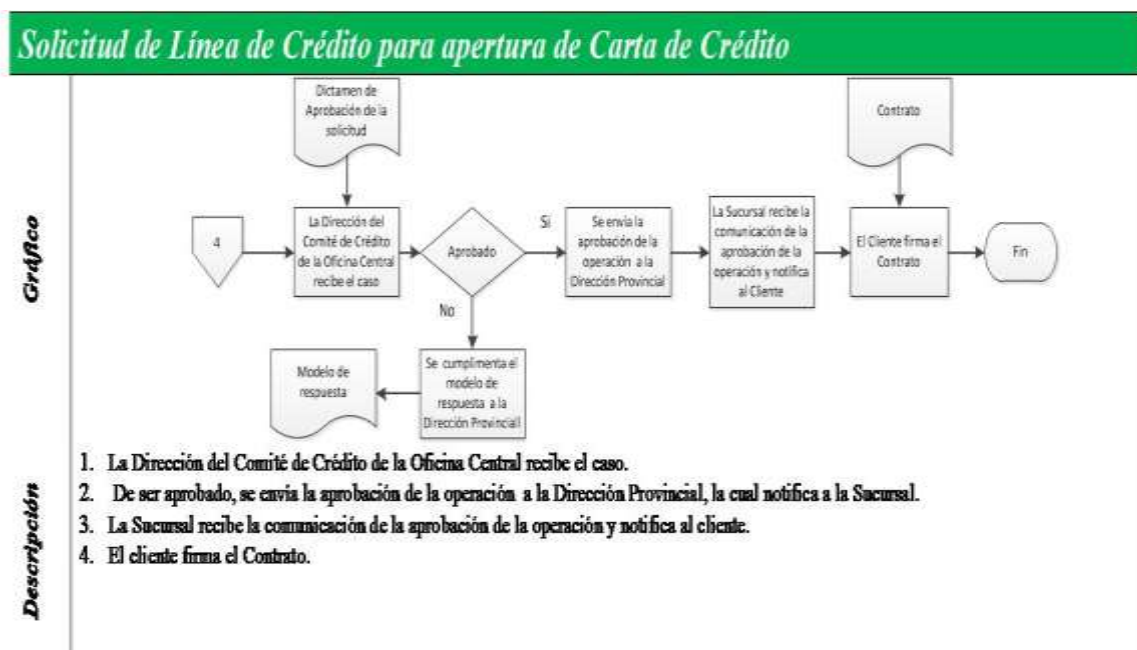 Solicitud de Línea de Crédito para apertura de Carta de Crédito
Gráfico
Dictamen de
Aprobación de la
solicitud
Contrato
4
La Dirección del
Comité de Crédito
de la Oficina Central
recibe el caso
Aprobado
Si
Se envía la
aprobación de la
operación a la
Dirección Provincial
La Sucursal recibe la
comunicación de la
aprobación de la
operación y notifica
al Cliente
El Cliente firma el
Contrato
Fin
No
Modelo de
respuesta
Se cumplimenta el
modelo de
respuesta a la
Dirección Provincial
Descripción
1. La Dirección del Comité de Crédito de la Oficina Central recibe el caso.
2. De ser aprobado, se envía la aprobación de la operación a la Dirección Provincial, la cual notifica a la Sucursal.
3. La Sucursal recibe la comunicación de la aprobación de la operación y notifica al cliente.
4. El cliente firma el Contrato.